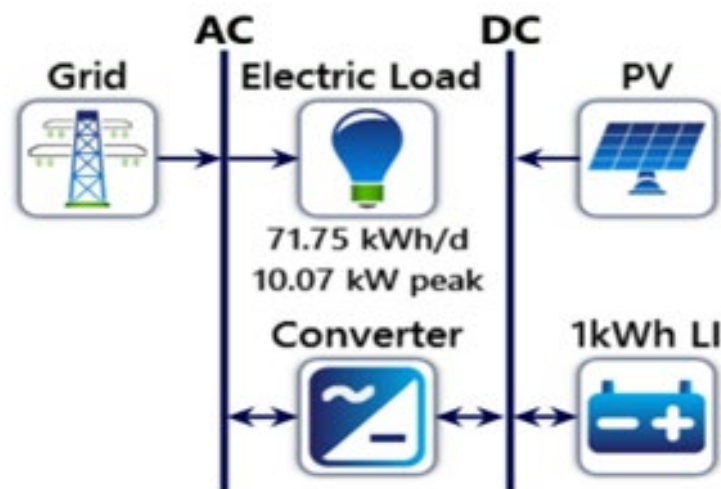 AC
DC
Grid
Electric Load
PV
71.75 kWh/d
10.07 kW peak
Converter
1kWh LI